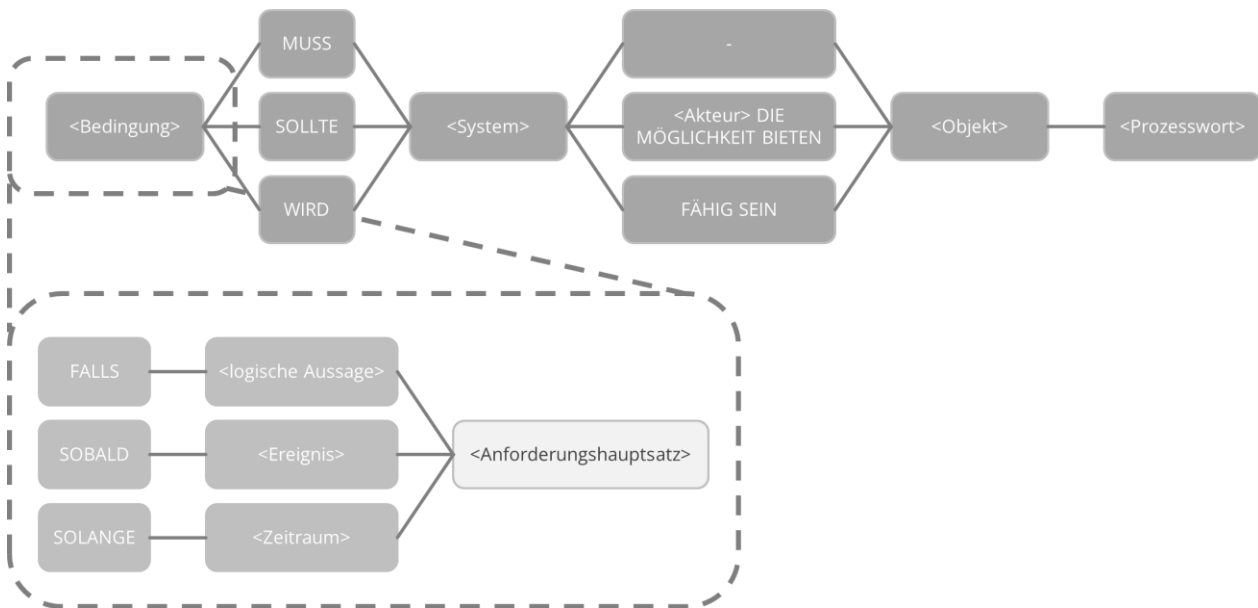 MUSS
-
<Bedingung>
SOLLTE
<System>
<Akteur> DIE
MÖGLICHKEIT BIETEN
<Objekt>
<Prozesswort>
WIRD
FÄHIG SEIN
FALLS
<logische Aussage>
SOBALD
<Ereignis>
<Anforderungshauptsatz>
SOLANGE
<Zeitraum>